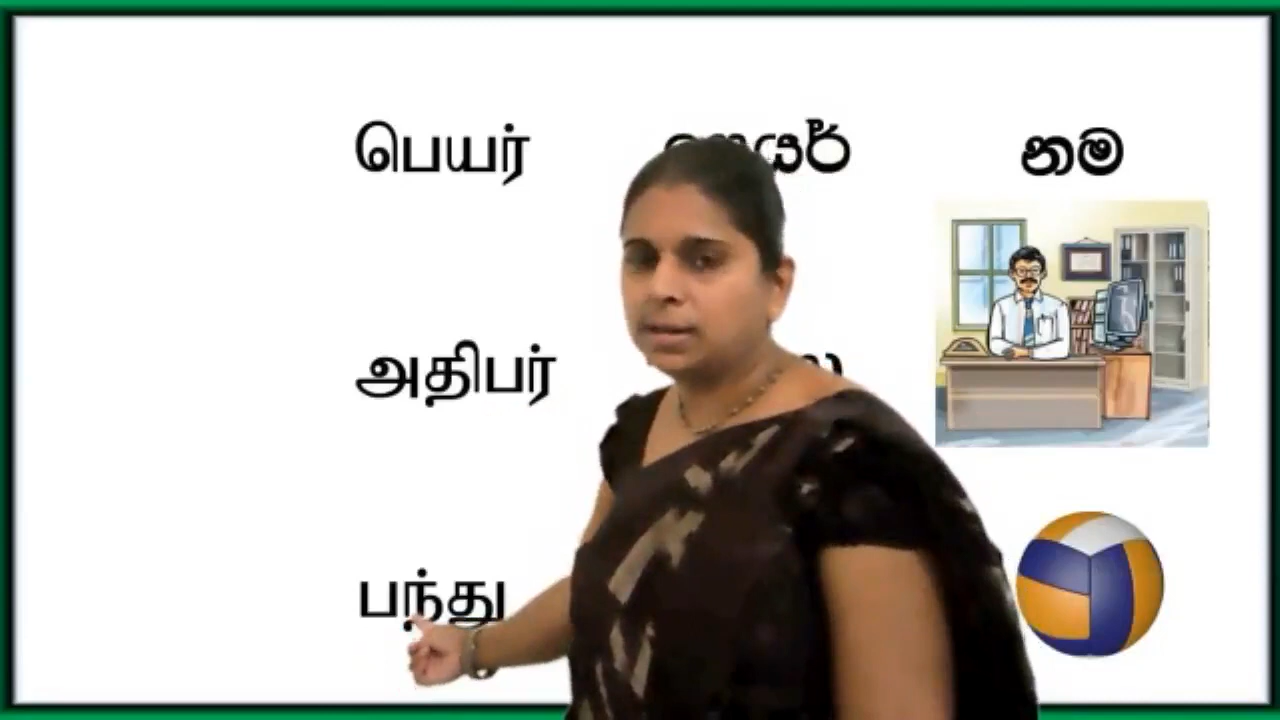 பெயர் නම
அதிபர்
பந்து